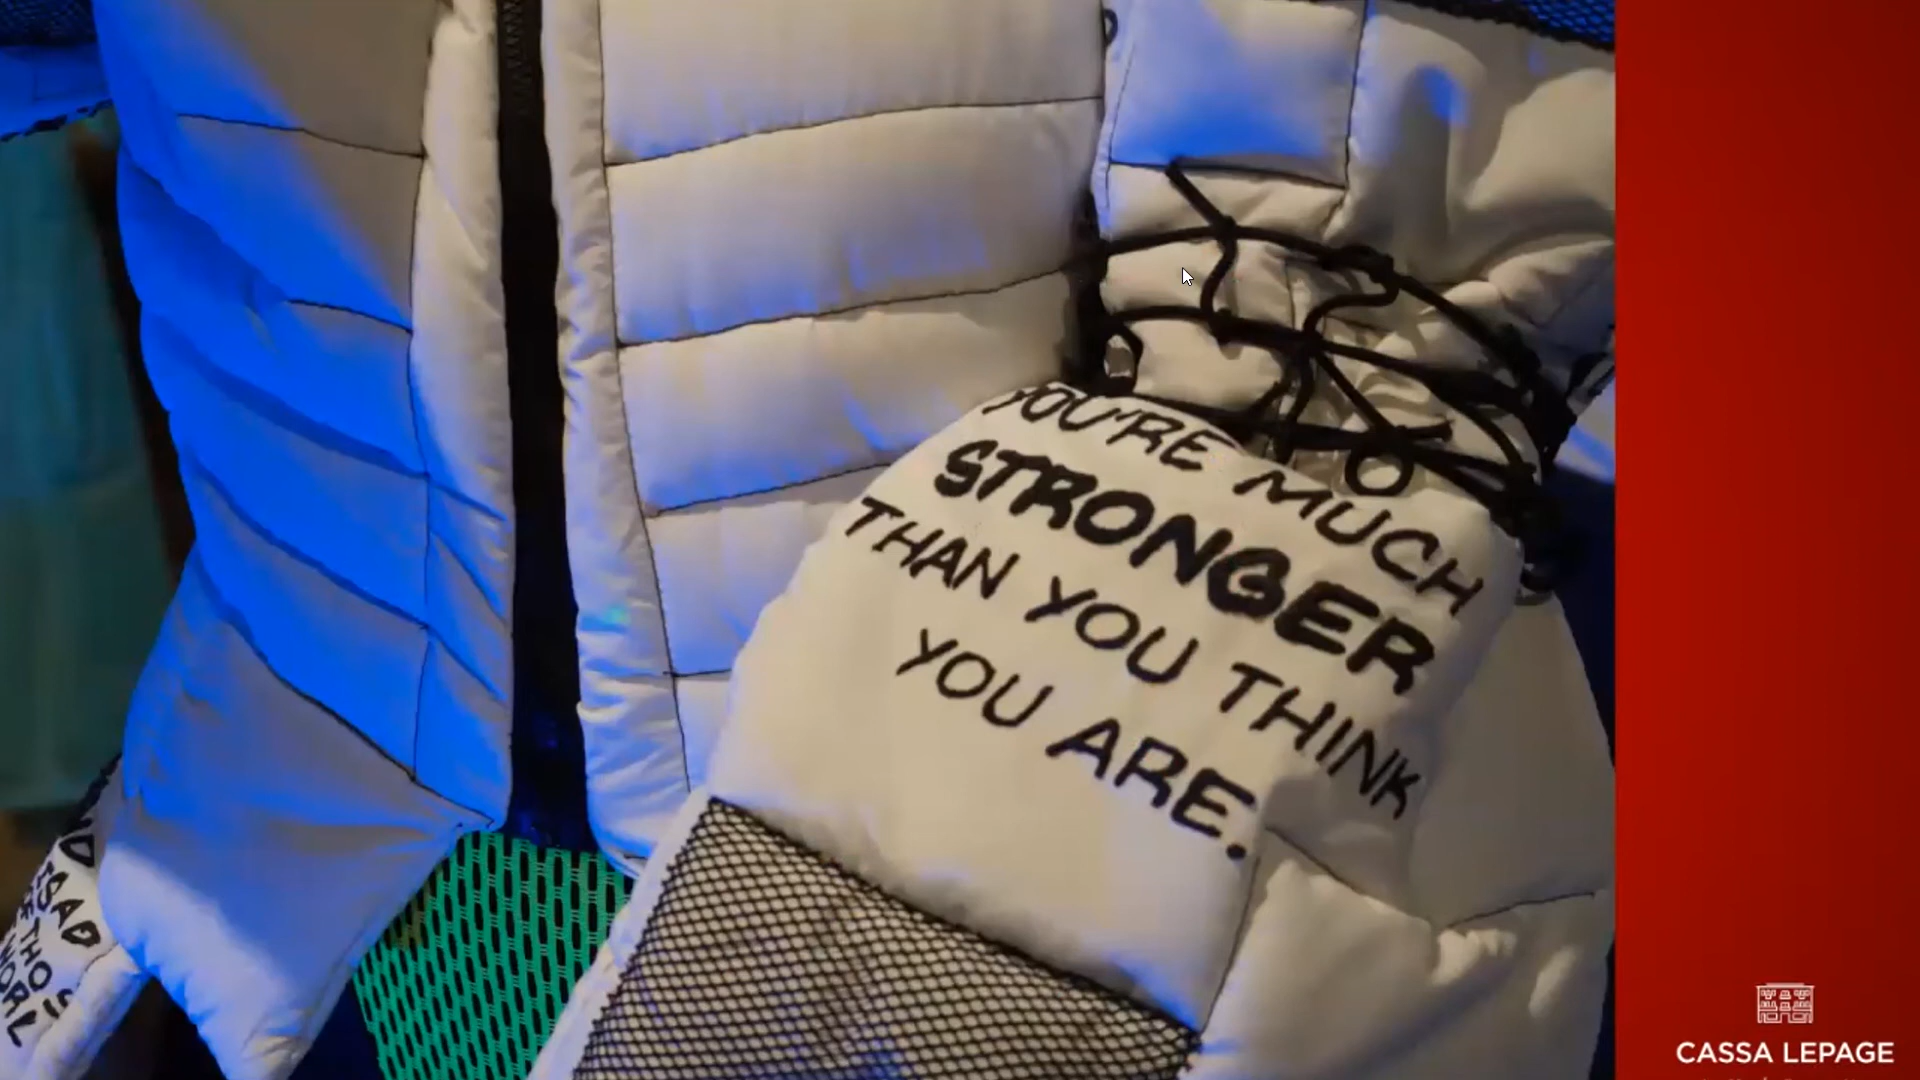 YOU'RE MUCH
STRONGER
THAN YOU THINK
YOU ARE.
CASSA LEPAGE